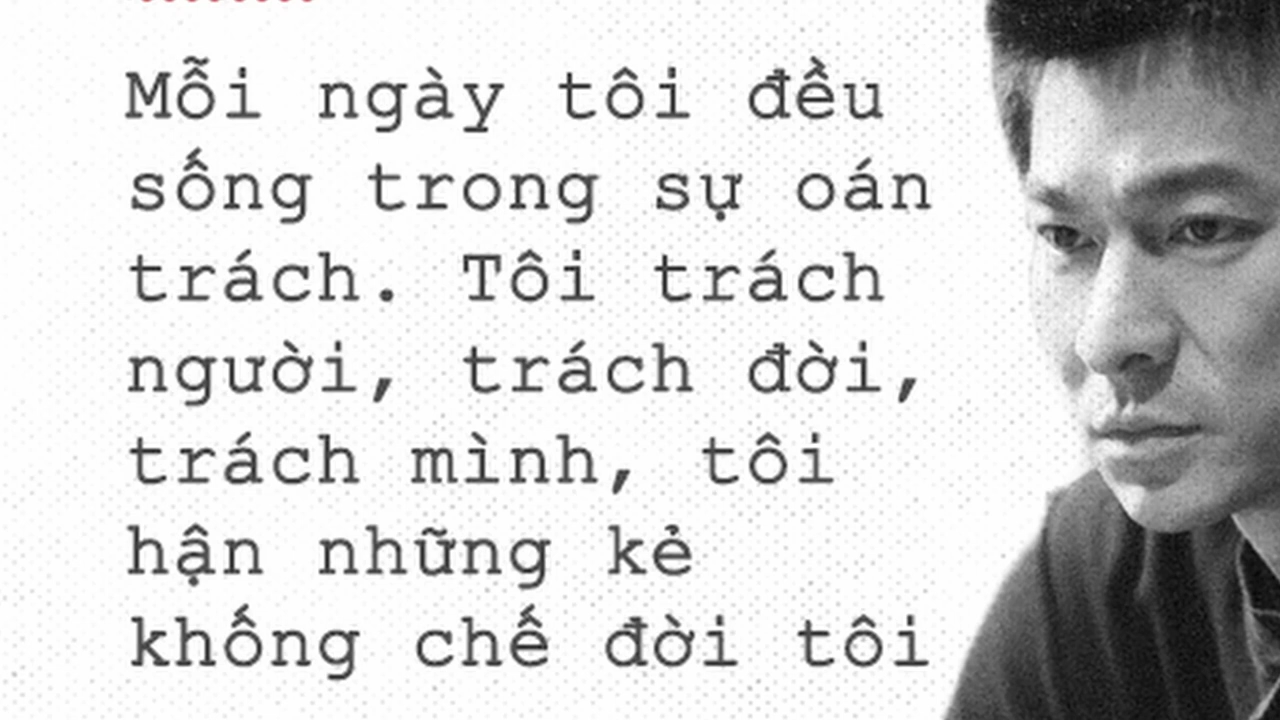 Mỗi ngày tôi đều
sống trong sự oán
trách. Tôi trách
người, trách đời,
trách mình, tôi
hận những kẻ
khống chế đời tôi